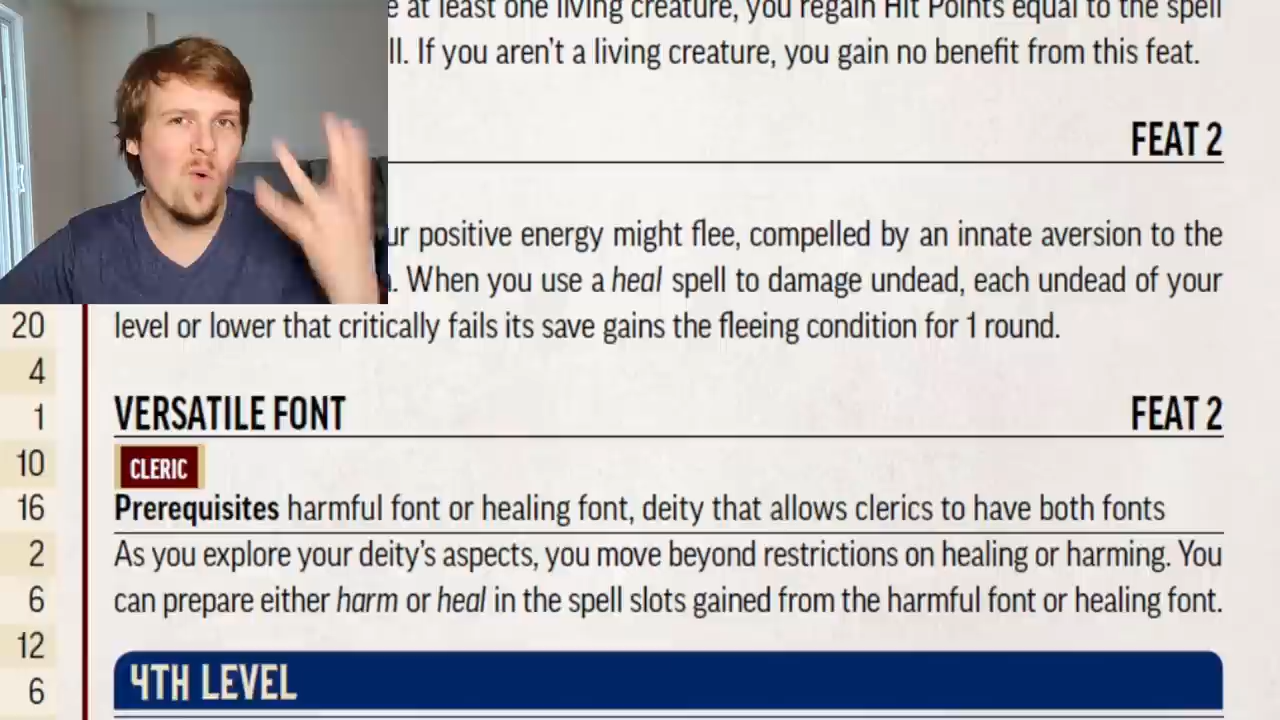 at least one living creature, you regain Hit Points equal to the spell
If you aren't a living creature, you gain no benefit from this feat.
FEAT 2
positive energy might flee, compelled by an innate aversion to the
When you use a heal spell to damage undead, each undead of your
20
level or lower that critically fails its save gains the fleeing condition for 1 round.
4
1
VERSATILE FONT FEAT 2
10
CLERIC
16
Prerequisites harmful font or healing font, deity that allows clerics to have both fonts
2
As you explore your deity's aspects, you move beyond restrictions on healing or harming. You
6
can prepare either harm or heal in the spell slots gained from the harmful font or healing font.
12
6
4TH LEVEL